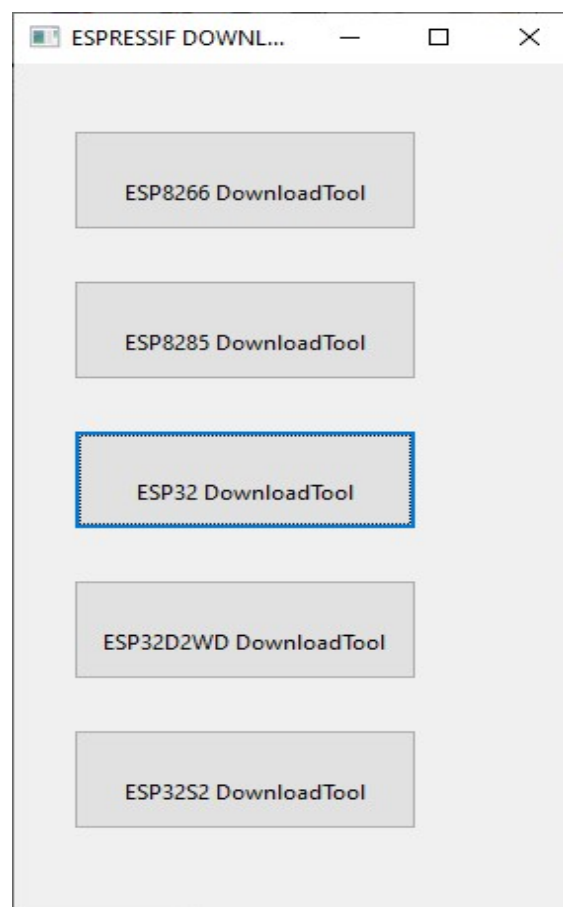 ESPRESSIF DOWNL...
ESP8266 DownloadTool
ESP8285 DownloadTool
ESP32 DownloadTool
ESP32D2WD DownloadTool
ESP32S2 DownloadTool